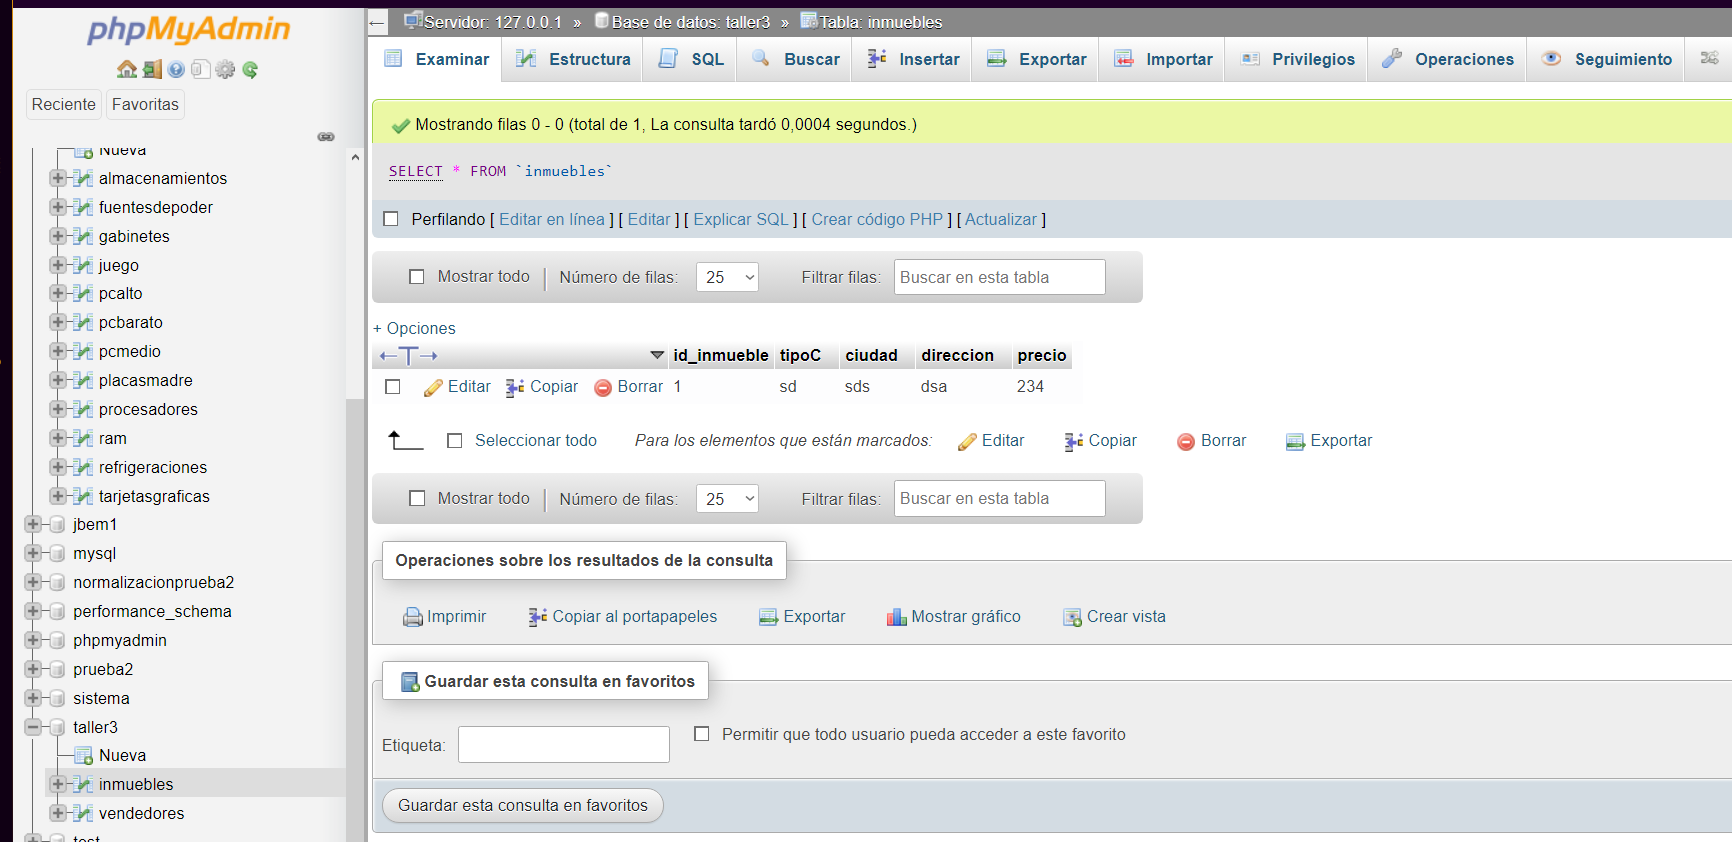 phpMyAdmin
Reciente Favoritas
Nueva
almacenamientos
fuentesdepoder
gabinetes
juego
pcalto
pcbarato
pcmedio
placasmadre
procesadores
ram
refrigeraciones
tarjetasgraficas
jbem1
mysql
normalizacionprueba2
performance_schema
phpmyadmin
prueba2
sistema
taller3
Nueva
inmuebles
vendedores
test
← Servidor: 127.0.0.1 » Base de datos: taller3 » Tabla: inmuebles
Examinar Estructura SQL Buscar Insertar Exportar Importar Privilegios Operaciones Seguimiento
Mostrando filas 0 - 0 (total de 1, La consulta tardó 0,0004 segundos.)
SELECT * FROM `inmuebles`
Perfilando [ Editar en línea ] [ Editar ] [ Explicar SQL ] [ Crear código PHP ] [ Actualizar ]
Mostrar todo Número de filas: 25 Filtrar filas: Buscar en esta tabla
+ Opciones
←T→ id_inmueble tipoC ciudad direccion precio
Editar Copiar Borrar 1 sd sds dsa 234
Seleccionar todo Para los elementos que están marcados: Editar Copiar Borrar Exportar
Mostrar todo Número de filas: 25 Filtrar filas: Buscar en esta tabla
Operaciones sobre los resultados de la consulta
Imprimir Copiar al portapapeles Exportar Mostrar gráfico Crear vista
Guardar esta consulta en favoritos
Etiqueta: Permitir que todo usuario pueda acceder a este favorito
Guardar esta consulta en favoritos